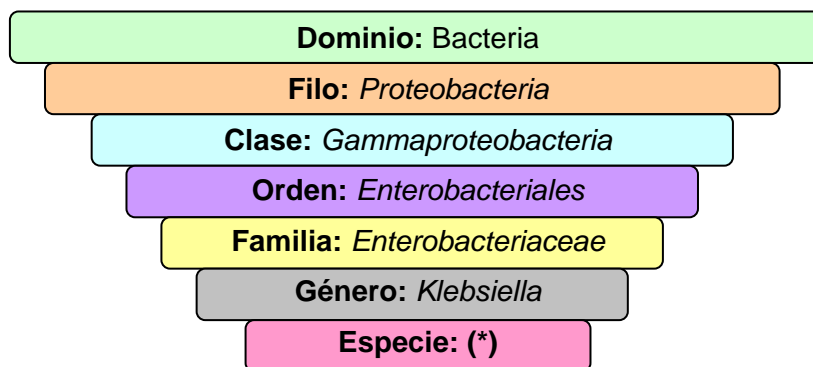 Dominio: Bacteria
Filo: Proteobacteria
Clase: Gammaproteobacteria
Orden: Enterobacteriales
Familia: Enterobacteriaceae
Género: Klebsiella
Especie: (*)